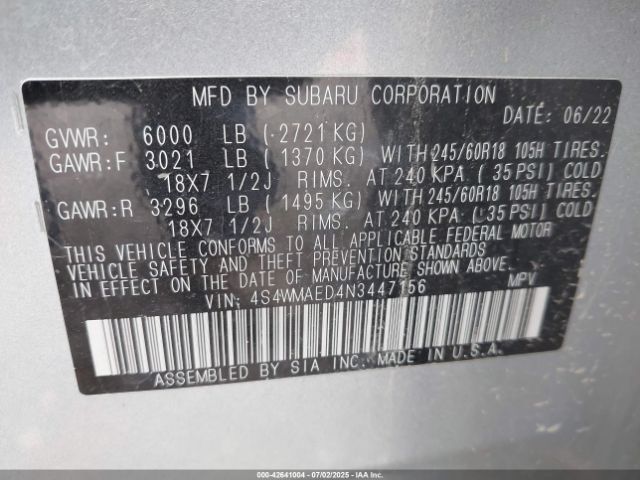 MFD BY SUBARU CORPORATION
DATE: 06/22
GVWR: 6000 LB ( 2721 KG)
GAWR:F 3021 LB ( 1370 KG) WITH 245/60R18 105H TIRES.
18X7 1/2J RIMS. AT 240 KPA ( 35 PSI) COLD
GAWR:R 3296 LB ( 1495 KG) WITH 245/60R18 105H TIRES.
18X7 1/2J RIMS. AT 240 KPA ( 35 PSI) COLD
THIS VEHICLE CONFORMS TO ALL APPLICABLE FEDERAL MOTOR
VEHICLE SAFETY AND THEFT PREVENTION STANDARDS
IN EFFECT ON THE DATE OF MANUFACTURE SHOWN ABOVE.
VIN: 4S4WMAED4N3447156 MPV
ASSEMBLED BY SIA INC. MADE IN U.S.A.
000-42641004 | 07/02/2025 | IAAI.COM